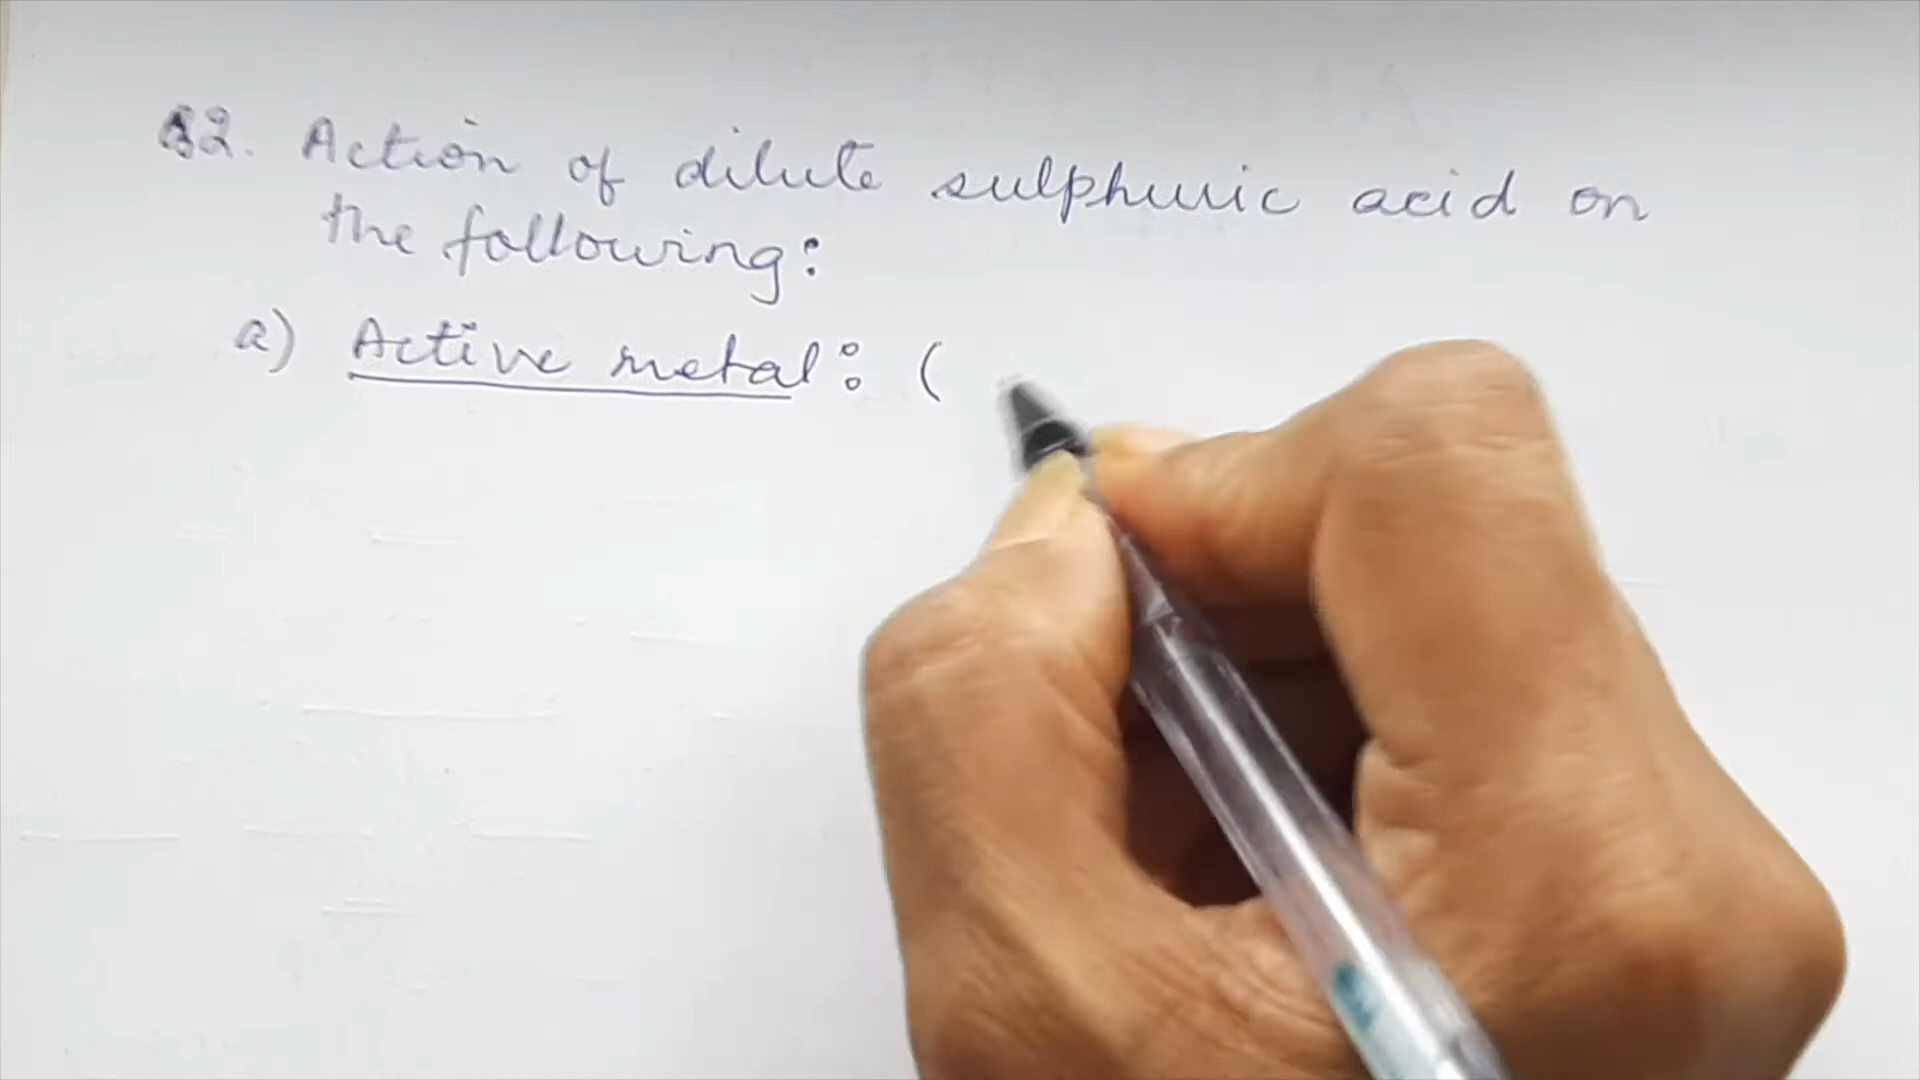 Q2. Action of dilute sulphuric acid on
the following:
a) Active metal: (